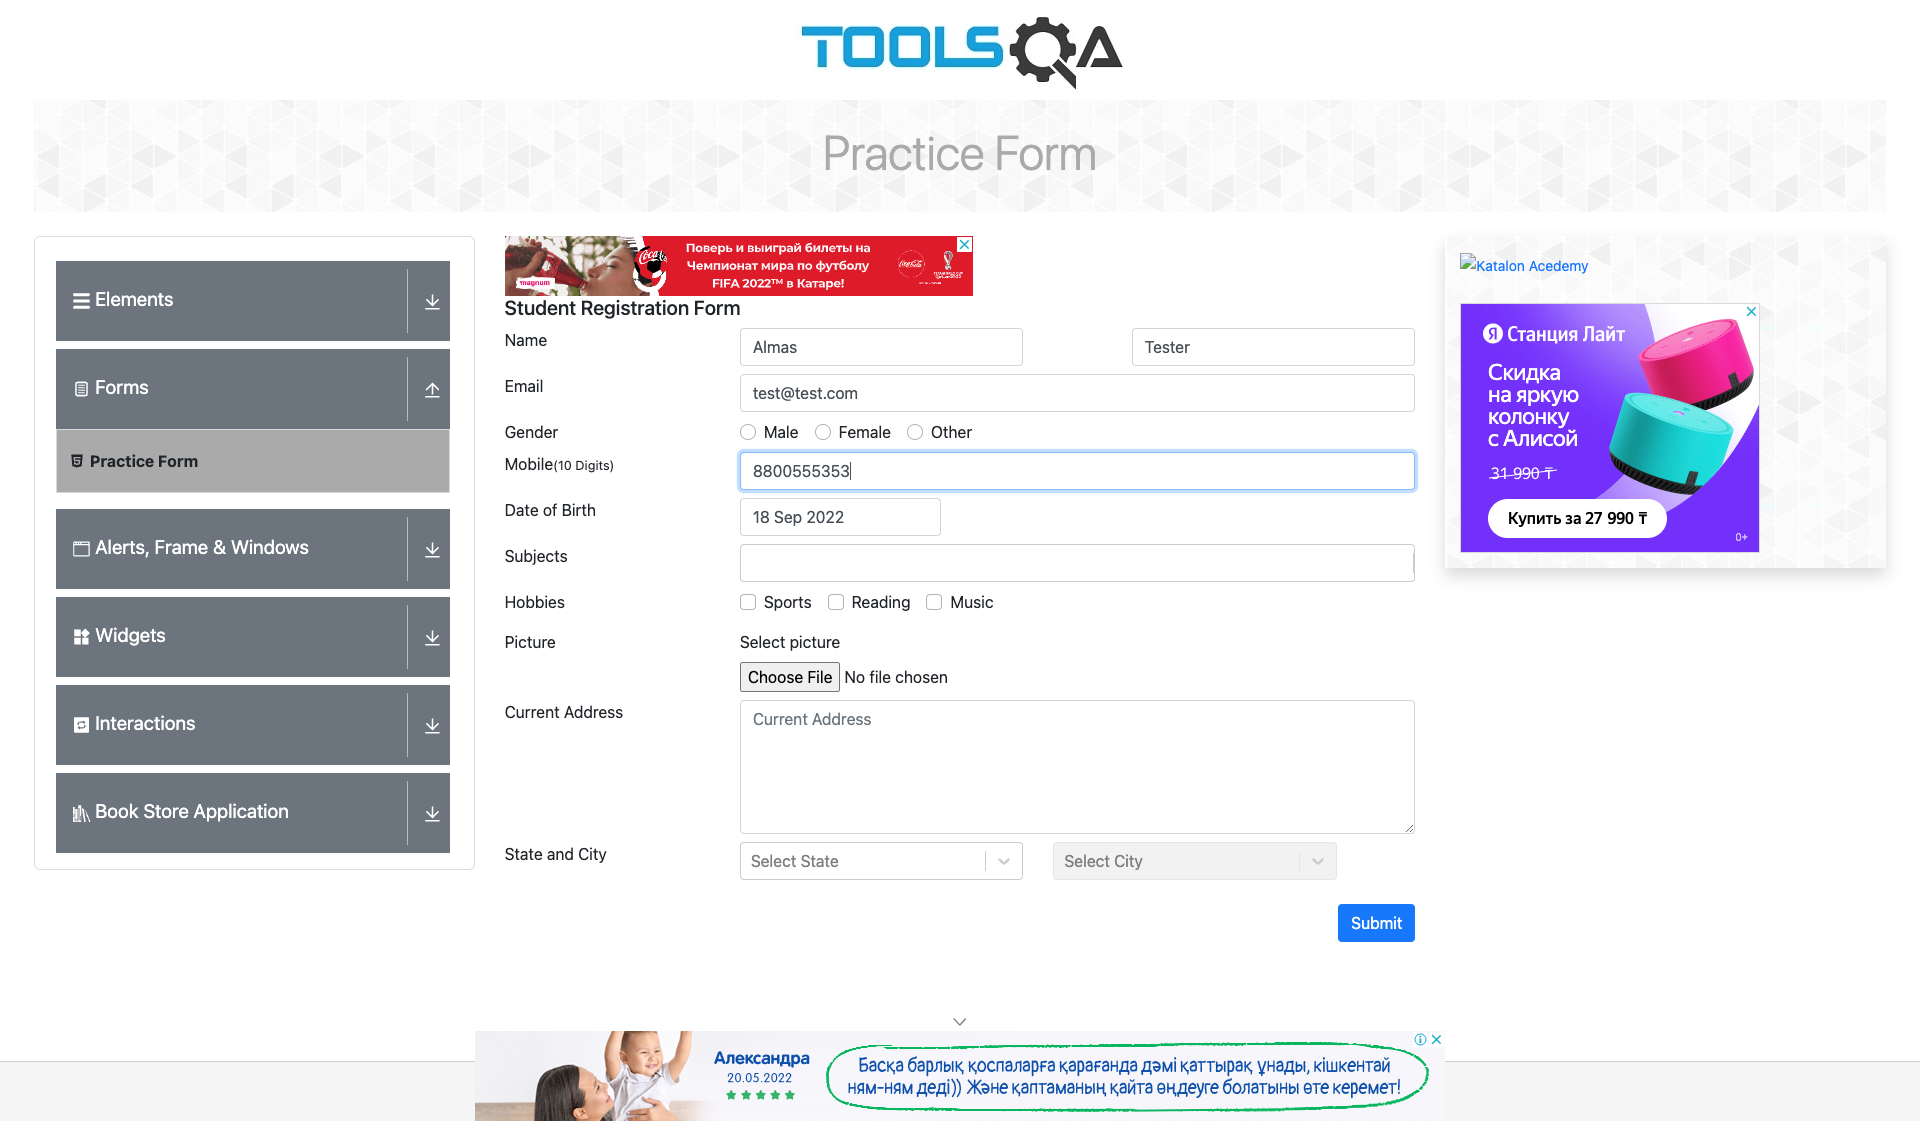 TOOLSQA
Practice Form
Elements
Forms
Practice Form
Alerts, Frame & Windows
Widgets
Interactions
Book Store Application
magnum
Coca-Cola
Поверь и выиграй билеты на
Чемпионат мира по футболу
FIFA 2022™ в Катаре!
Coca-Cola
Student Registration Form
Name
Almas
Tester
Email
test@test.com
Gender
Male
Female
Other
Mobile(10 Digits)
8800555353
Date of Birth
18 Sep 2022
Subjects
Hobbies
Sports
Reading
Music
Picture
Select picture
Choose File No file chosen
Current Address
Current Address
State and City
Select State
Select City
Submit
Katalon Acedemy
Я Станция Лайт
Скидка
на яркую
колонку
с Алисой
31 990 ₸
Купить за 27 990 ₸
0+
Александра
20.05.2022
Басқа барлық қоспаларға қарағанда дәмі қаттырақ ұнады, кішкентай
ням-ням деді)) Және қаптаманың қайта өңдеуге болатыны өте керемет!